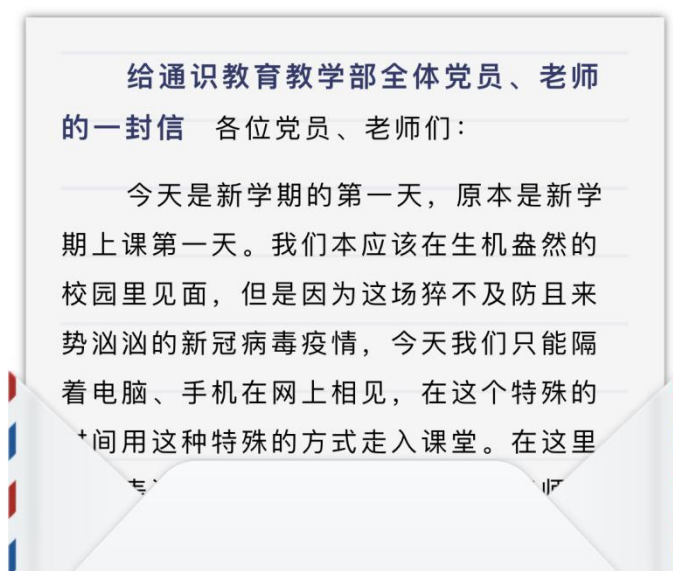 给通识教育教学部全体党员、老师
的一封信 各位党员、老师们：
今天是新学期的第一天，原本是新学
期上课第一天。我们本应该在生机盎然的
校园里见面，但是因为这场猝不及防且来
势汹汹的新冠病毒疫情，今天我们只能隔
着电脑、手机在网上相见，在这个特殊的
间用这种特殊的方式走入课堂。在这里